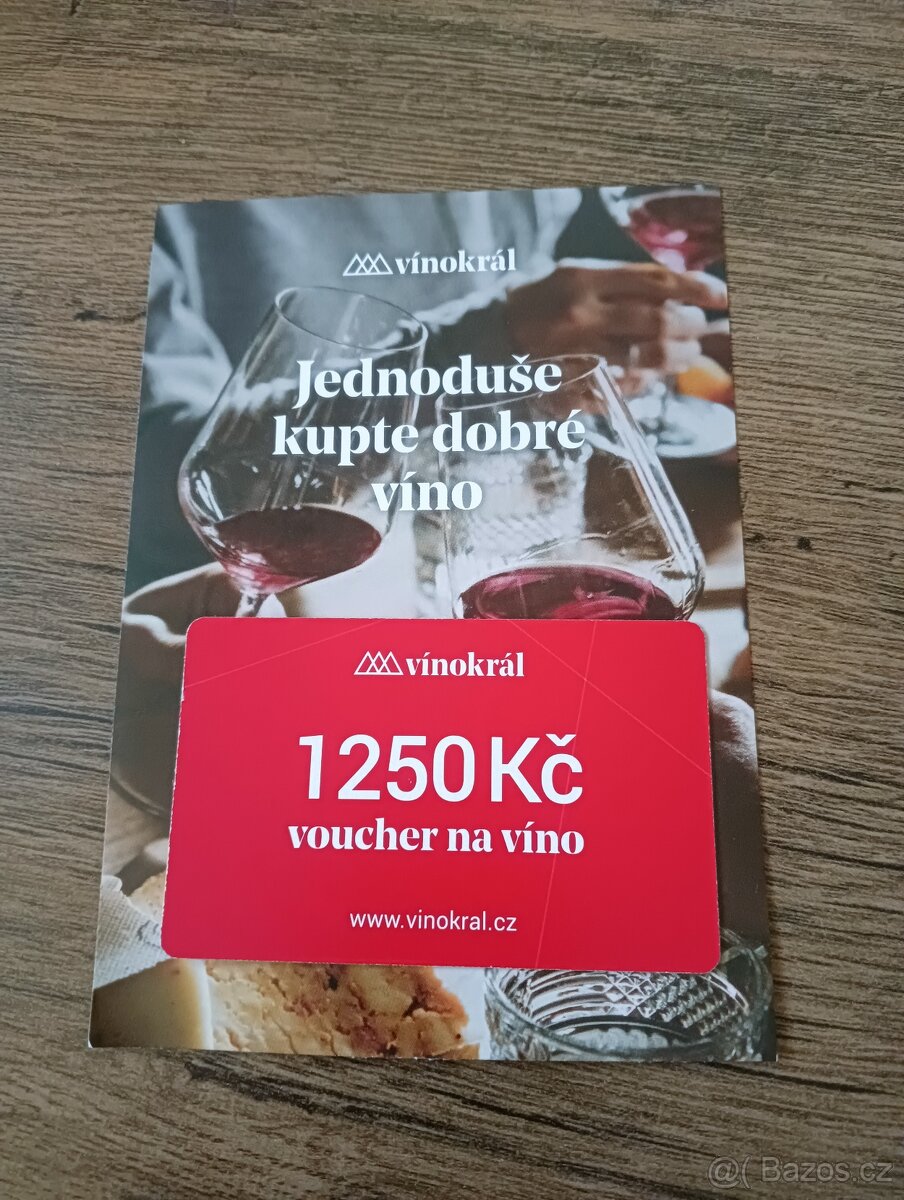 vínokrál
Jednoduše
kupte dobré
víno
vínokrál
1250 Kč
voucher na víno
www.vinokral.cz
@( Bazos.cz